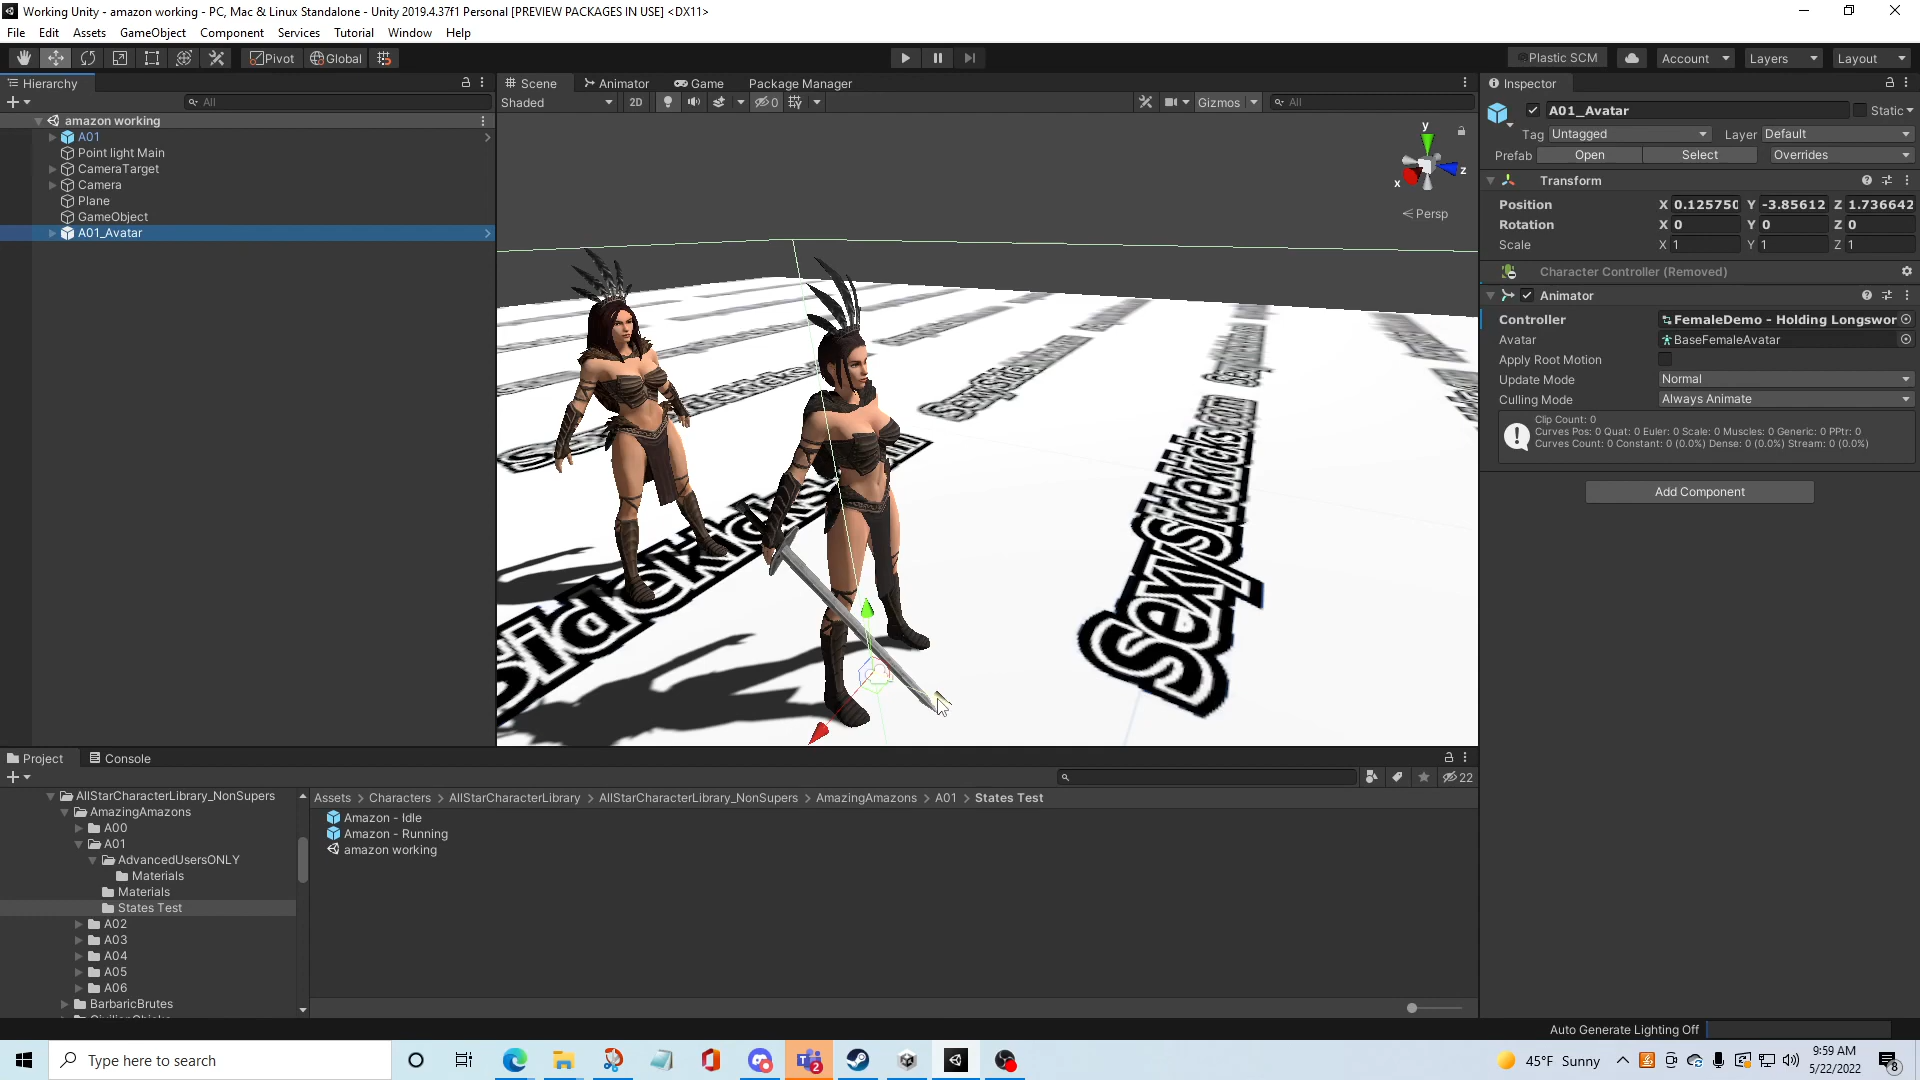 Working Unity - amazon working - PC, Mac & Linux Standalone - Unity 2019.4.37f1 Personal [PREVIEW PACKAGES IN USE] <DX11>
File Edit Assets GameObject Component Services Tutorial Window Help
Pivot Global Plastic SCM Account Layers Layout
Hierarchy Scene Animator Game Package Manager Inspector
All Shaded 2D 0 Gizmos All
A01_Avatar Static
amazon working
A01
Point light Main
CameraTarget
Camera
Plane
GameObject
A01_Avatar
y
x
z
Persp
Tag Untagged Layer Default
Prefab Open Select Overrides
Transform
Position X 0.125750 Y -3.85612 Z 1.736642
Rotation X 0 Y 0 Z 0
Scale X 1 Y 1 Z 1
Character Controller (Removed)
Animator
Controller FemaleDemo - Holding Longswor
Avatar BaseFemaleAvatar
Apply Root Motion
Update Mode Normal
Culling Mode Always Animate
Clip Count: 0
Curves Pos: 0 Quat: 0 Euler: 0 Scale: 0 Muscles: 0 Generic: 0 PPtr: 0
Curves Count: 0 Constant: 0 (0.0%) Dense: 0 (0.0%) Stream: 0 (0.0%)
Add Component
SexySidekicks.com
Project Console
22
AllStarCharacterLibrary_NonSupers
AmazingAmazons
A00
A01
AdvancedUsersONLY
Materials
Materials
States Test
A02
A03
A04
A05
A06
BarbaricBrutes
Assets > Characters > AllStarCharacterLibrary > AllStarCharacterLibrary_NonSupers > AmazingAmazons > A01 > States Test
Amazon - Idle
Amazon - Running
amazon working
Auto Generate Lighting Off
Type here to search
2
45°F Sunny
9:59 AM
5/22/2022
8